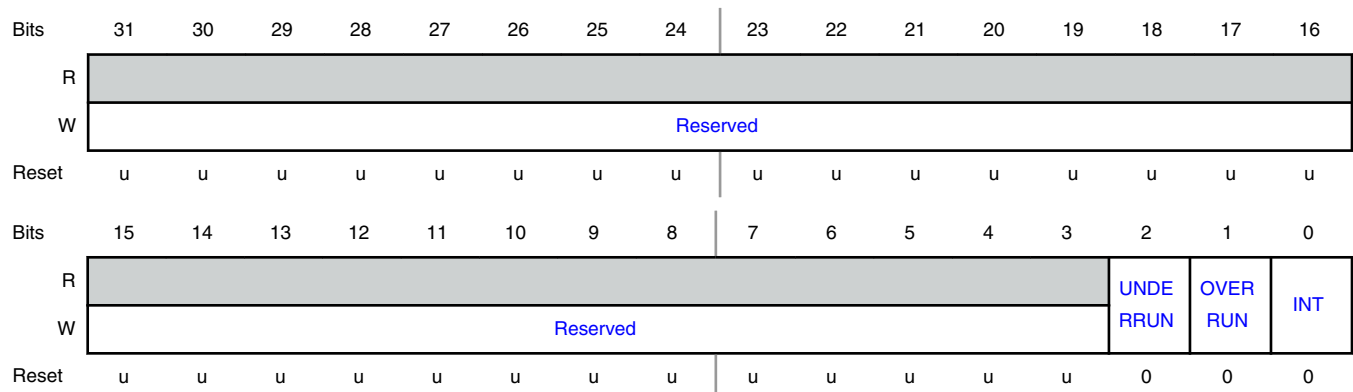 Bits 31 30 29 28 27 26 25 24 23 22 21 20 19 18 17 16
R
W Reserved
Reset u u u u u u u u u u u u u u u u
Bits 15 14 13 12 11 10 9 8 7 6 5 4 3 2 1 0
R
W Reserved
UNDE
RRUN
OVER
RUN
INT
Reset u u u u u u u u u u u u u 0 0 0